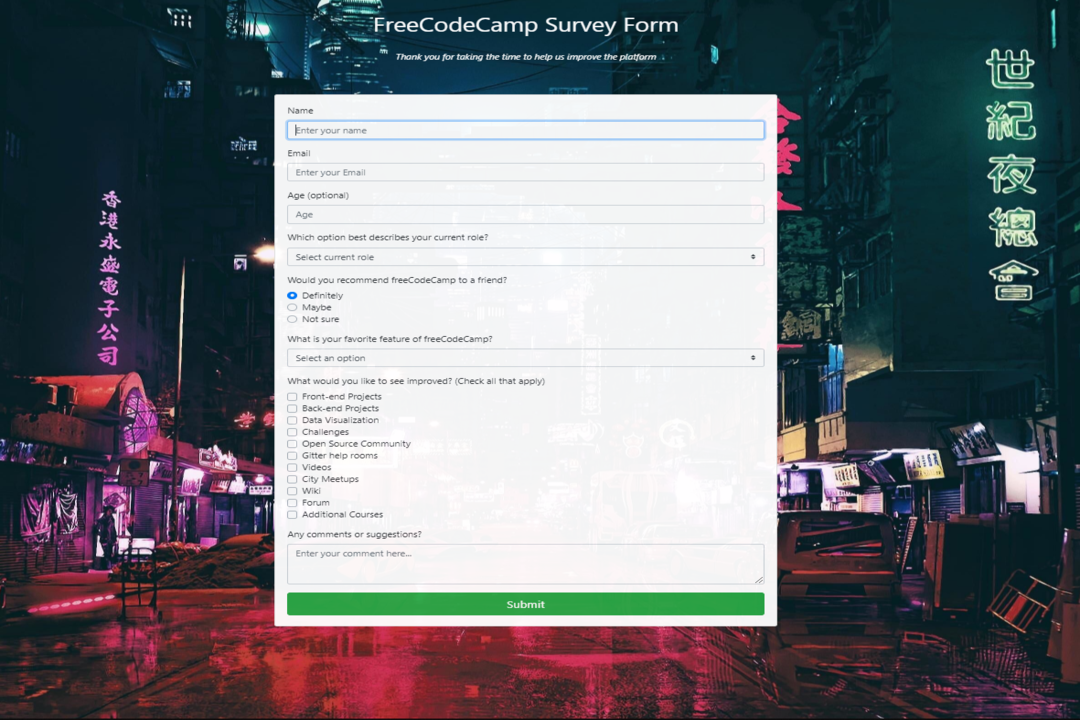 FreeCodeCamp Survey Form
Thank you for taking the time to help us improve the platform
Name
Enter your name
Email
Enter your Email
Age (optional)
Age
Which option best describes your current role?
Select current role
Would you recommend freeCodeCamp to a friend?
Definitely
Maybe
Not sure
What is your favorite feature of freeCodeCamp?
Select an option
What would you like to see improved? (Check all that apply)
Front-end Projects
Back-end Projects
Data Visualization
Challenges
Open Source Community
Gitter help rooms
Videos
City Meetups
Wiki
Forum
Additional Courses
Any comments or suggestions?
Enter your comment here...
Submit
香港永盛電子公司
世紀夜總會